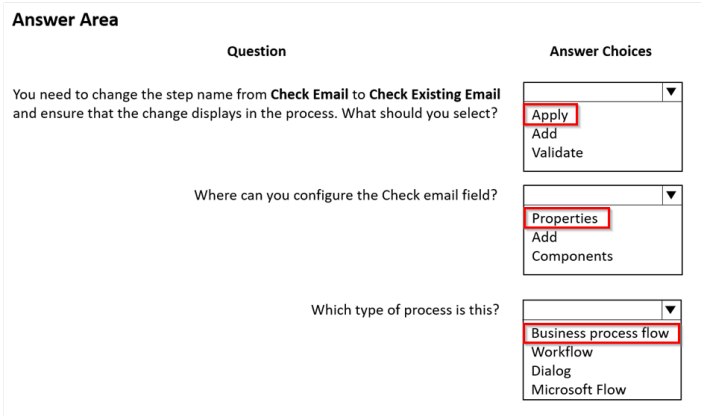 Answer Area
Question Answer Choices
You need to change the step name from Check Email to Check Existing Email
and ensure that the change displays in the process. What should you select?
Apply
Add
Validate
Where can you configure the Check email field?
Properties
Add
Components
Which type of process is this?
Business process flow
Workflow
Dialog
Microsoft Flow